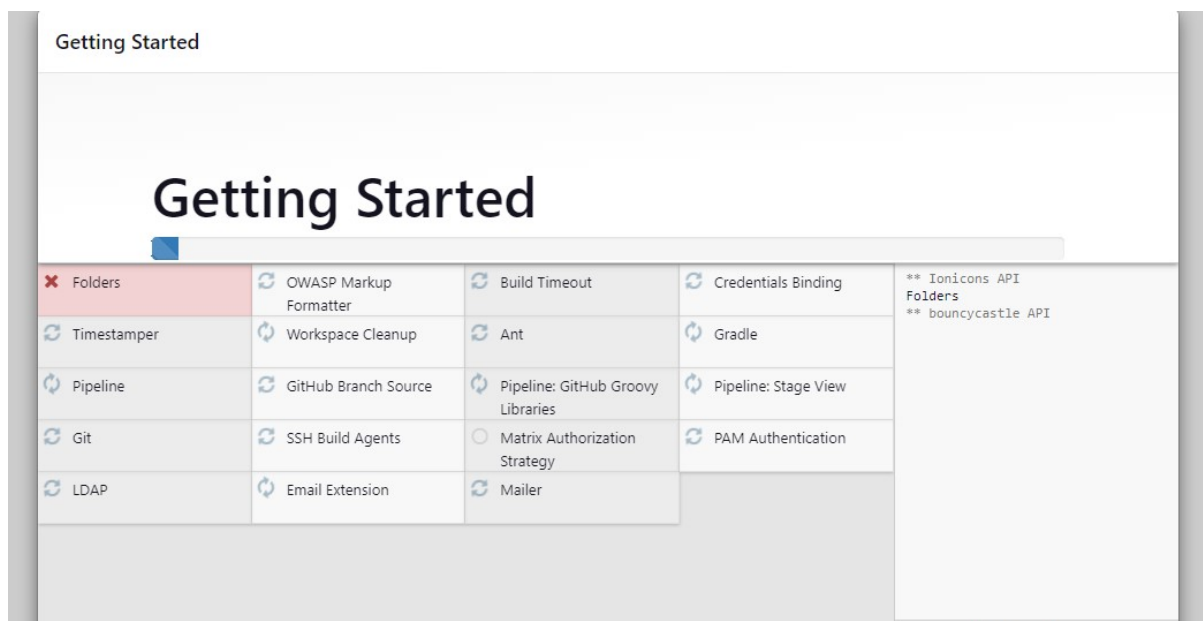 Getting Started
Getting Started
Folders
OWASP Markup
Formatter
Build Timeout
Credentials Binding
Timestamper
Workspace Cleanup
Ant
Gradle
Pipeline
GitHub Branch Source
Pipeline: GitHub Groovy
Libraries
Pipeline: Stage View
Git
SSH Build Agents
Matrix Authorization
Strategy
PAM Authentication
LDAP
Email Extension
Mailer
** Ionicons API
Folders
** bouncycastle API